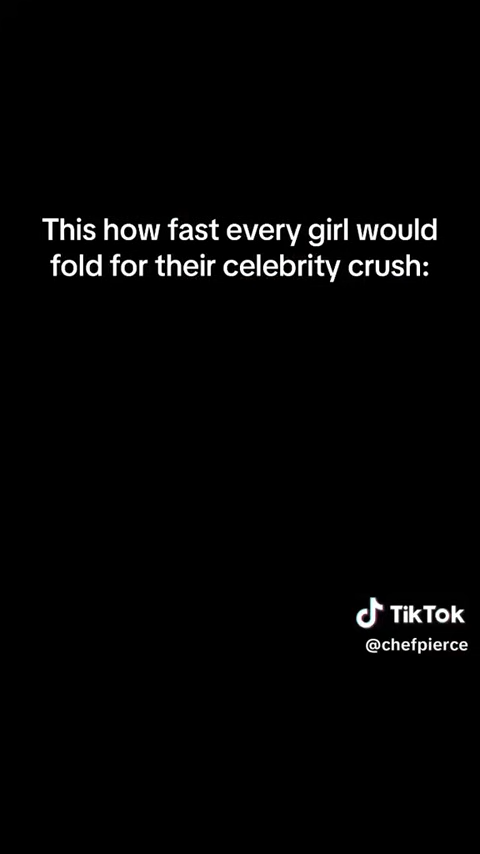 This how fast every girl would
fold for their celebrity crush:
TikTok
@chefpierce